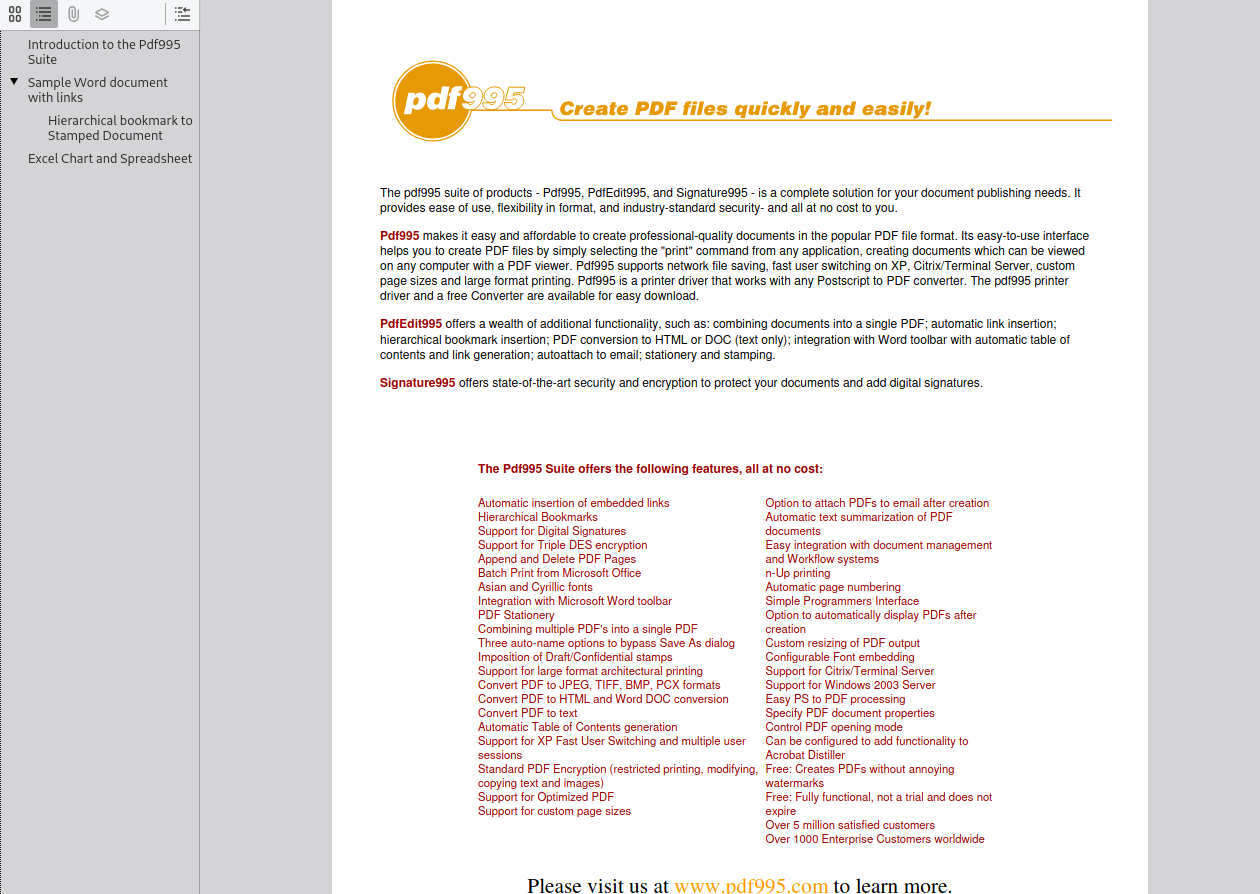 Introduction to the Pdf995
Suite
Sample Word document
with links
Hierarchical bookmark to
Stamped Document
Excel Chart and Spreadsheet
pdf995
Create PDF files quickly and easily!
The pdf995 suite of products - Pdf995, PdfEdit995, and Signature995 - is a complete solution for your document publishing needs. It
provides ease of use, flexibility in format, and industry-standard security- and all at no cost to you.
Pdf995 makes it easy and affordable to create professional-quality documents in the popular PDF file format. Its easy-to-use interface
helps you to create PDF files by simply selecting the "print" command from any application, creating documents which can be viewed
on any computer with a PDF viewer. Pdf995 supports network file saving, fast user switching on XP, Citrix/Terminal Server, custom
page sizes and large format printing. Pdf995 is a printer driver that works with any Postscript to PDF converter. The pdf995 printer
driver and a free Converter are available for easy download.
PdfEdit995 offers a wealth of additional functionality, such as: combining documents into a single PDF; automatic link insertion;
hierarchical bookmark insertion; PDF conversion to HTML or DOC (text only); integration with Word toolbar with automatic table of
contents and link generation; autoattach to email; stationery and stamping.
Signature995 offers state-of-the-art security and encryption to protect your documents and add digital signatures.
The Pdf995 Suite offers the following features, all at no cost:
Automatic insertion of embedded links
Hierarchical Bookmarks
Support for Digital Signatures
Support for Triple DES encryption
Append and Delete PDF Pages
Batch Print from Microsoft Office
Asian and Cyrillic fonts
Integration with Microsoft Word toolbar
PDF Stationery
Combining multiple PDF's into a single PDF
Three auto-name options to bypass Save As dialog
Imposition of Draft/Confidential stamps
Support for large format architectural printing
Convert PDF to JPEG, TIFF, BMP, PCX formats
Convert PDF to HTML and Word DOC conversion
Convert PDF to text
Automatic Table of Contents generation
Support for XP Fast User Switching and multiple user
sessions
Standard PDF Encryption (restricted printing, modifying,
copying text and images)
Support for Optimized PDF
Support for custom page sizes
Option to attach PDFs to email after creation
Automatic text summarization of PDF
documents
Easy integration with document management
and Workflow systems
n-Up printing
Automatic page numbering
Simple Programmers Interface
Option to automatically display PDFs after
creation
Custom resizing of PDF output
Configurable Font embedding
Support for Citrix/Terminal Server
Support for Windows 2003 Server
Easy PS to PDF processing
Specify PDF document properties
Control PDF opening mode
Can be configured to add functionality to
Acrobat Distiller
Free: Creates PDFs without annoying
watermarks
Free: Fully functional, not a trial and does not
expire
Over 5 million satisfied customers
Over 1000 Enterprise Customers worldwide
Please visit us at www.pdf995.com to learn more.